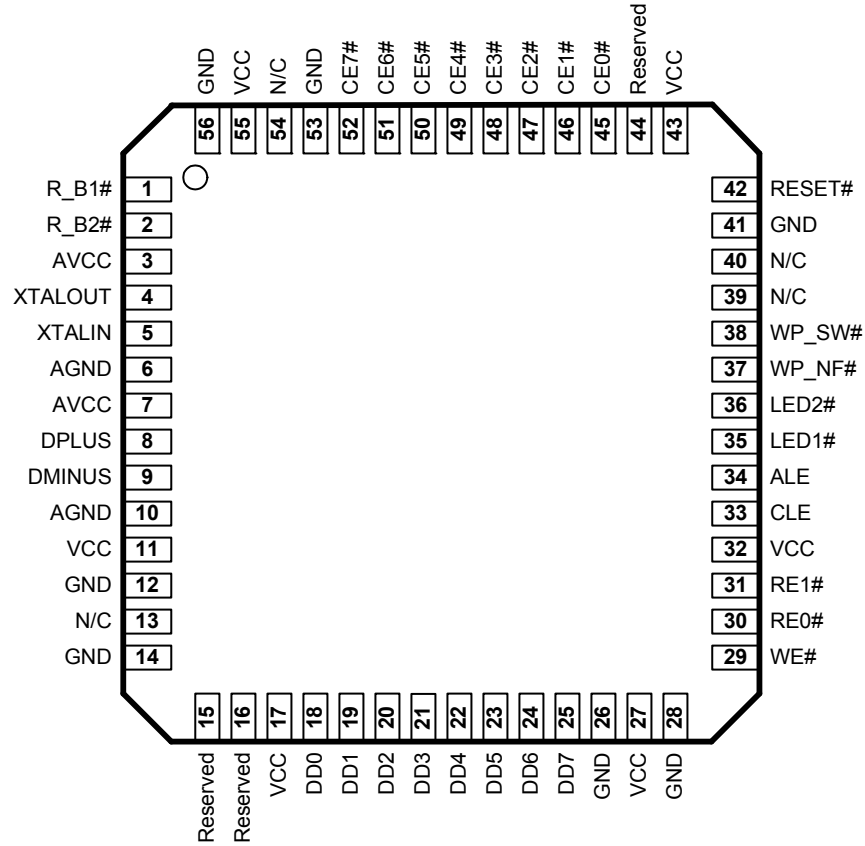 GND VCC N/C GND CE7# CE6# CE5# CE4# CE3# CE2# CE1# CE0# Reserved VCC
56 55 54 53 52 51 50 49 48 47 46 45 44 43
R_B1# 1 42 RESET#
R_B2# 2 41 GND
AVCC 3 40 N/C
XTALOUT 4 39 N/C
XTALIN 5 38 WP_SW#
AGND 6 37 WP_NF#
AVCC 7 36 LED2#
DPLUS 8 35 LED1#
DMINUS 9 34 ALE
AGND 10 33 CLE
VCC 11 32 VCC
GND 12 31 RE1#
N/C 13 30 RE0#
GND 14 29 WE#
15 16 17 18 19 20 21 22 23 24 25 26 27 28
Reserved Reserved VCC DD0 DD1 DD2 DD3 DD4 DD5 DD6 DD7 GND VCC GND